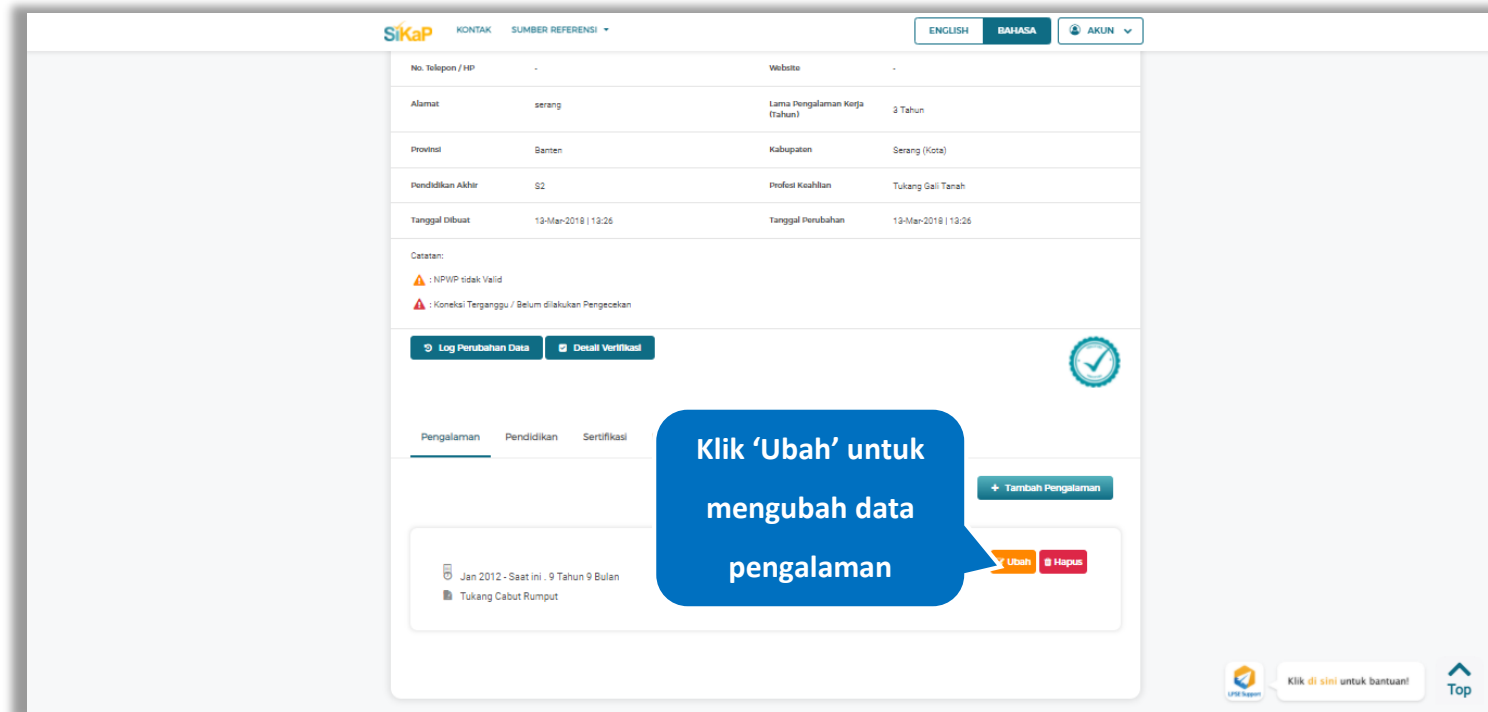 SiKaP KONTAK SUMBER REFERENSI ENGLISH BAHASA AKUN
No. Telepon / HP - Website -
Alamat serang Lama Pengalaman Kerja (Tahun) 3 Tahun
Provinsi Banten Kabupaten Serang (Kota)
Pendidikan Akhir S2 Profesi Keahlian Tukang Gali Tanah
Tanggal Dibuat 13-Mar-2018 | 13:26 Tanggal Perubahan 13-Mar-2018 | 13:26
Catatan:
: NPWP tidak Valid
: Koneksi Terganggu / Belum dilakukan Pengecekan
Log Perubahan Data Detail Verifikasi
Pengalaman Pendidikan Sertifikasi
Klik ‘Ubah’ untuk
mengubah data
pengalaman
+ Tambah Pengalaman
Ubah Hapus
Jan 2012 - Saat ini . 9 Tahun 9 Bulan
Tukang Cabut Rumput
LPSE Support Klik di sini untuk bantuan!
Top